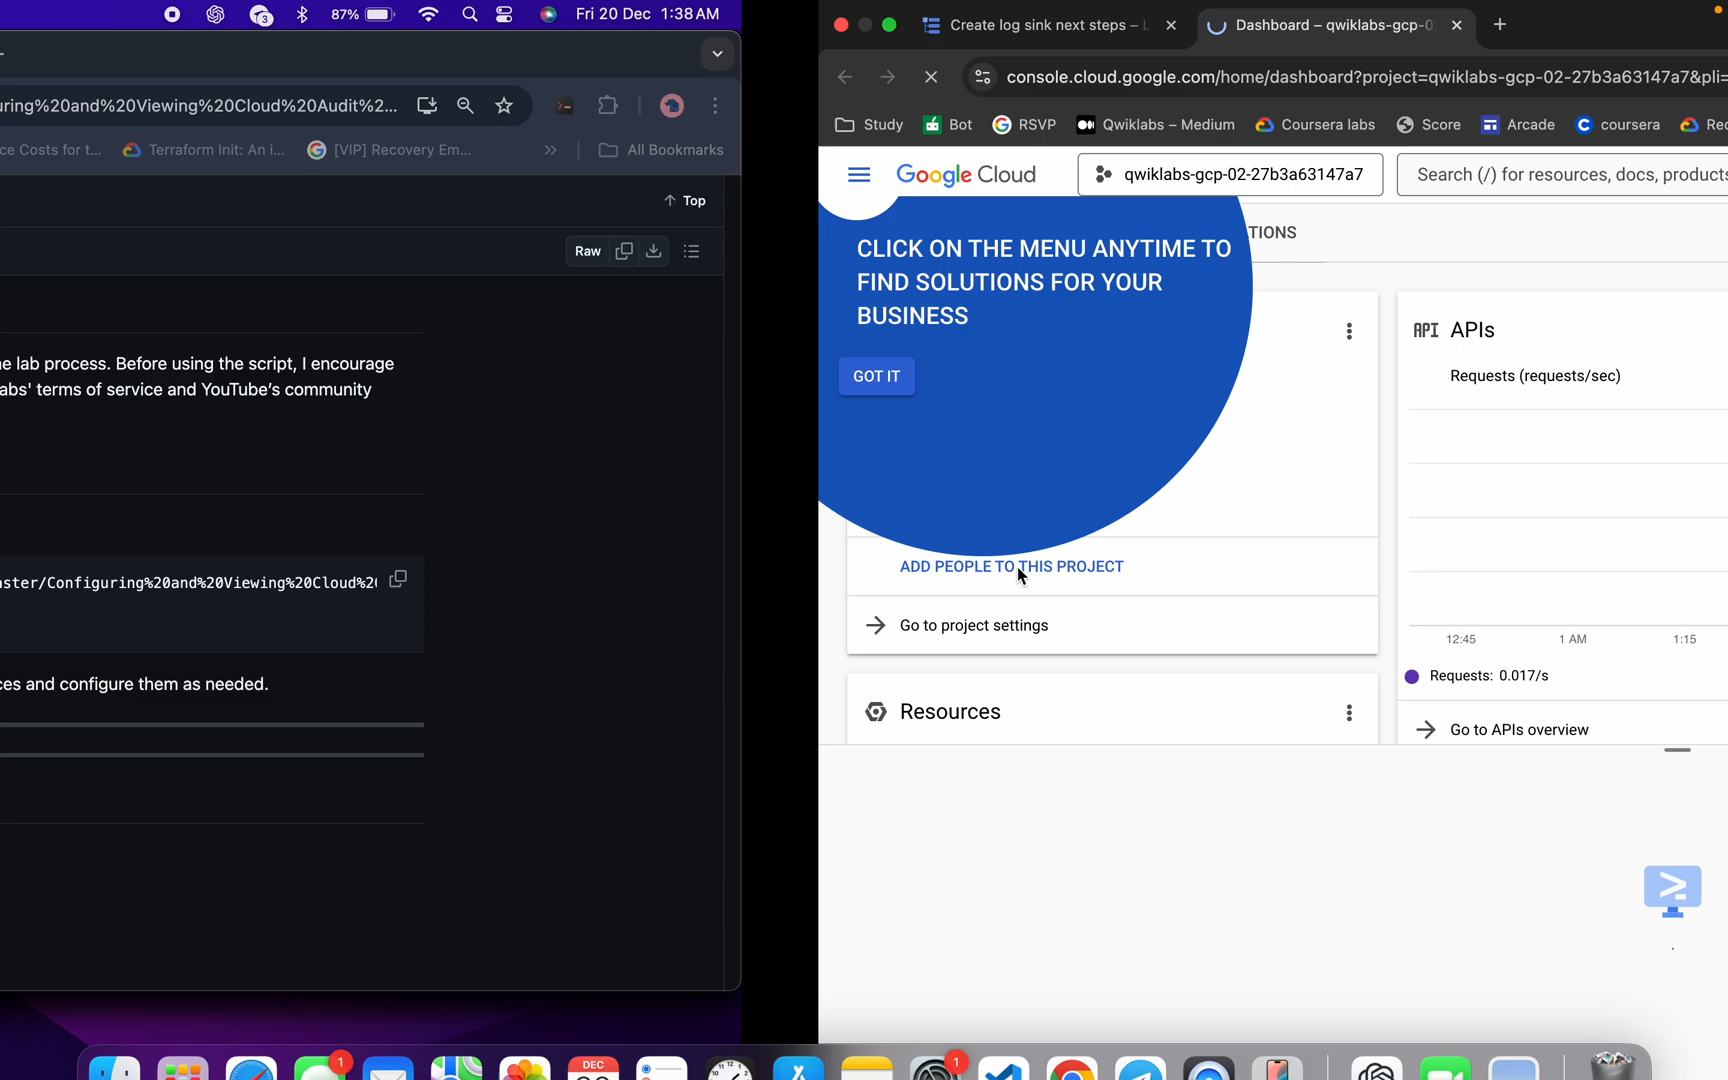 87%
Fri 20 Dec 1:38 AM
uring%20and%20Viewing%20Cloud%20Audit%2...
ce Costs for t...
Terraform Init: An i...
[VIP] Recovery Em...
»
All Bookmarks
↑ Top
Raw
e lab process. Before using the script, I encourage
abs' terms of service and YouTube's community
aster/Configuring%20and%20Viewing%20Cloud%20
ces and configure them as needed.
Create log sink next steps – L
Dashboard – qwiklabs-gcp-0
console.cloud.google.com/home/dashboard?project=qwiklabs-gcp-02-27b3a63147a7&pli=
Study
Bot
RSVP
Qwiklabs – Medium
Coursera labs
Score
Arcade
coursera
Rec
Google Cloud
qwiklabs-gcp-02-27b3a63147a7
Search (/) for resources, docs, products
TIONS
CLICK ON THE MENU ANYTIME TO
FIND SOLUTIONS FOR YOUR
BUSINESS
GOT IT
ADD PEOPLE TO THIS PROJECT
→ Go to project settings
Resources
API APIs
Requests (requests/sec)
12:45
1 AM
1:15
Requests: 0.017/s
→ Go to APIs overview
3
1
DEC
1